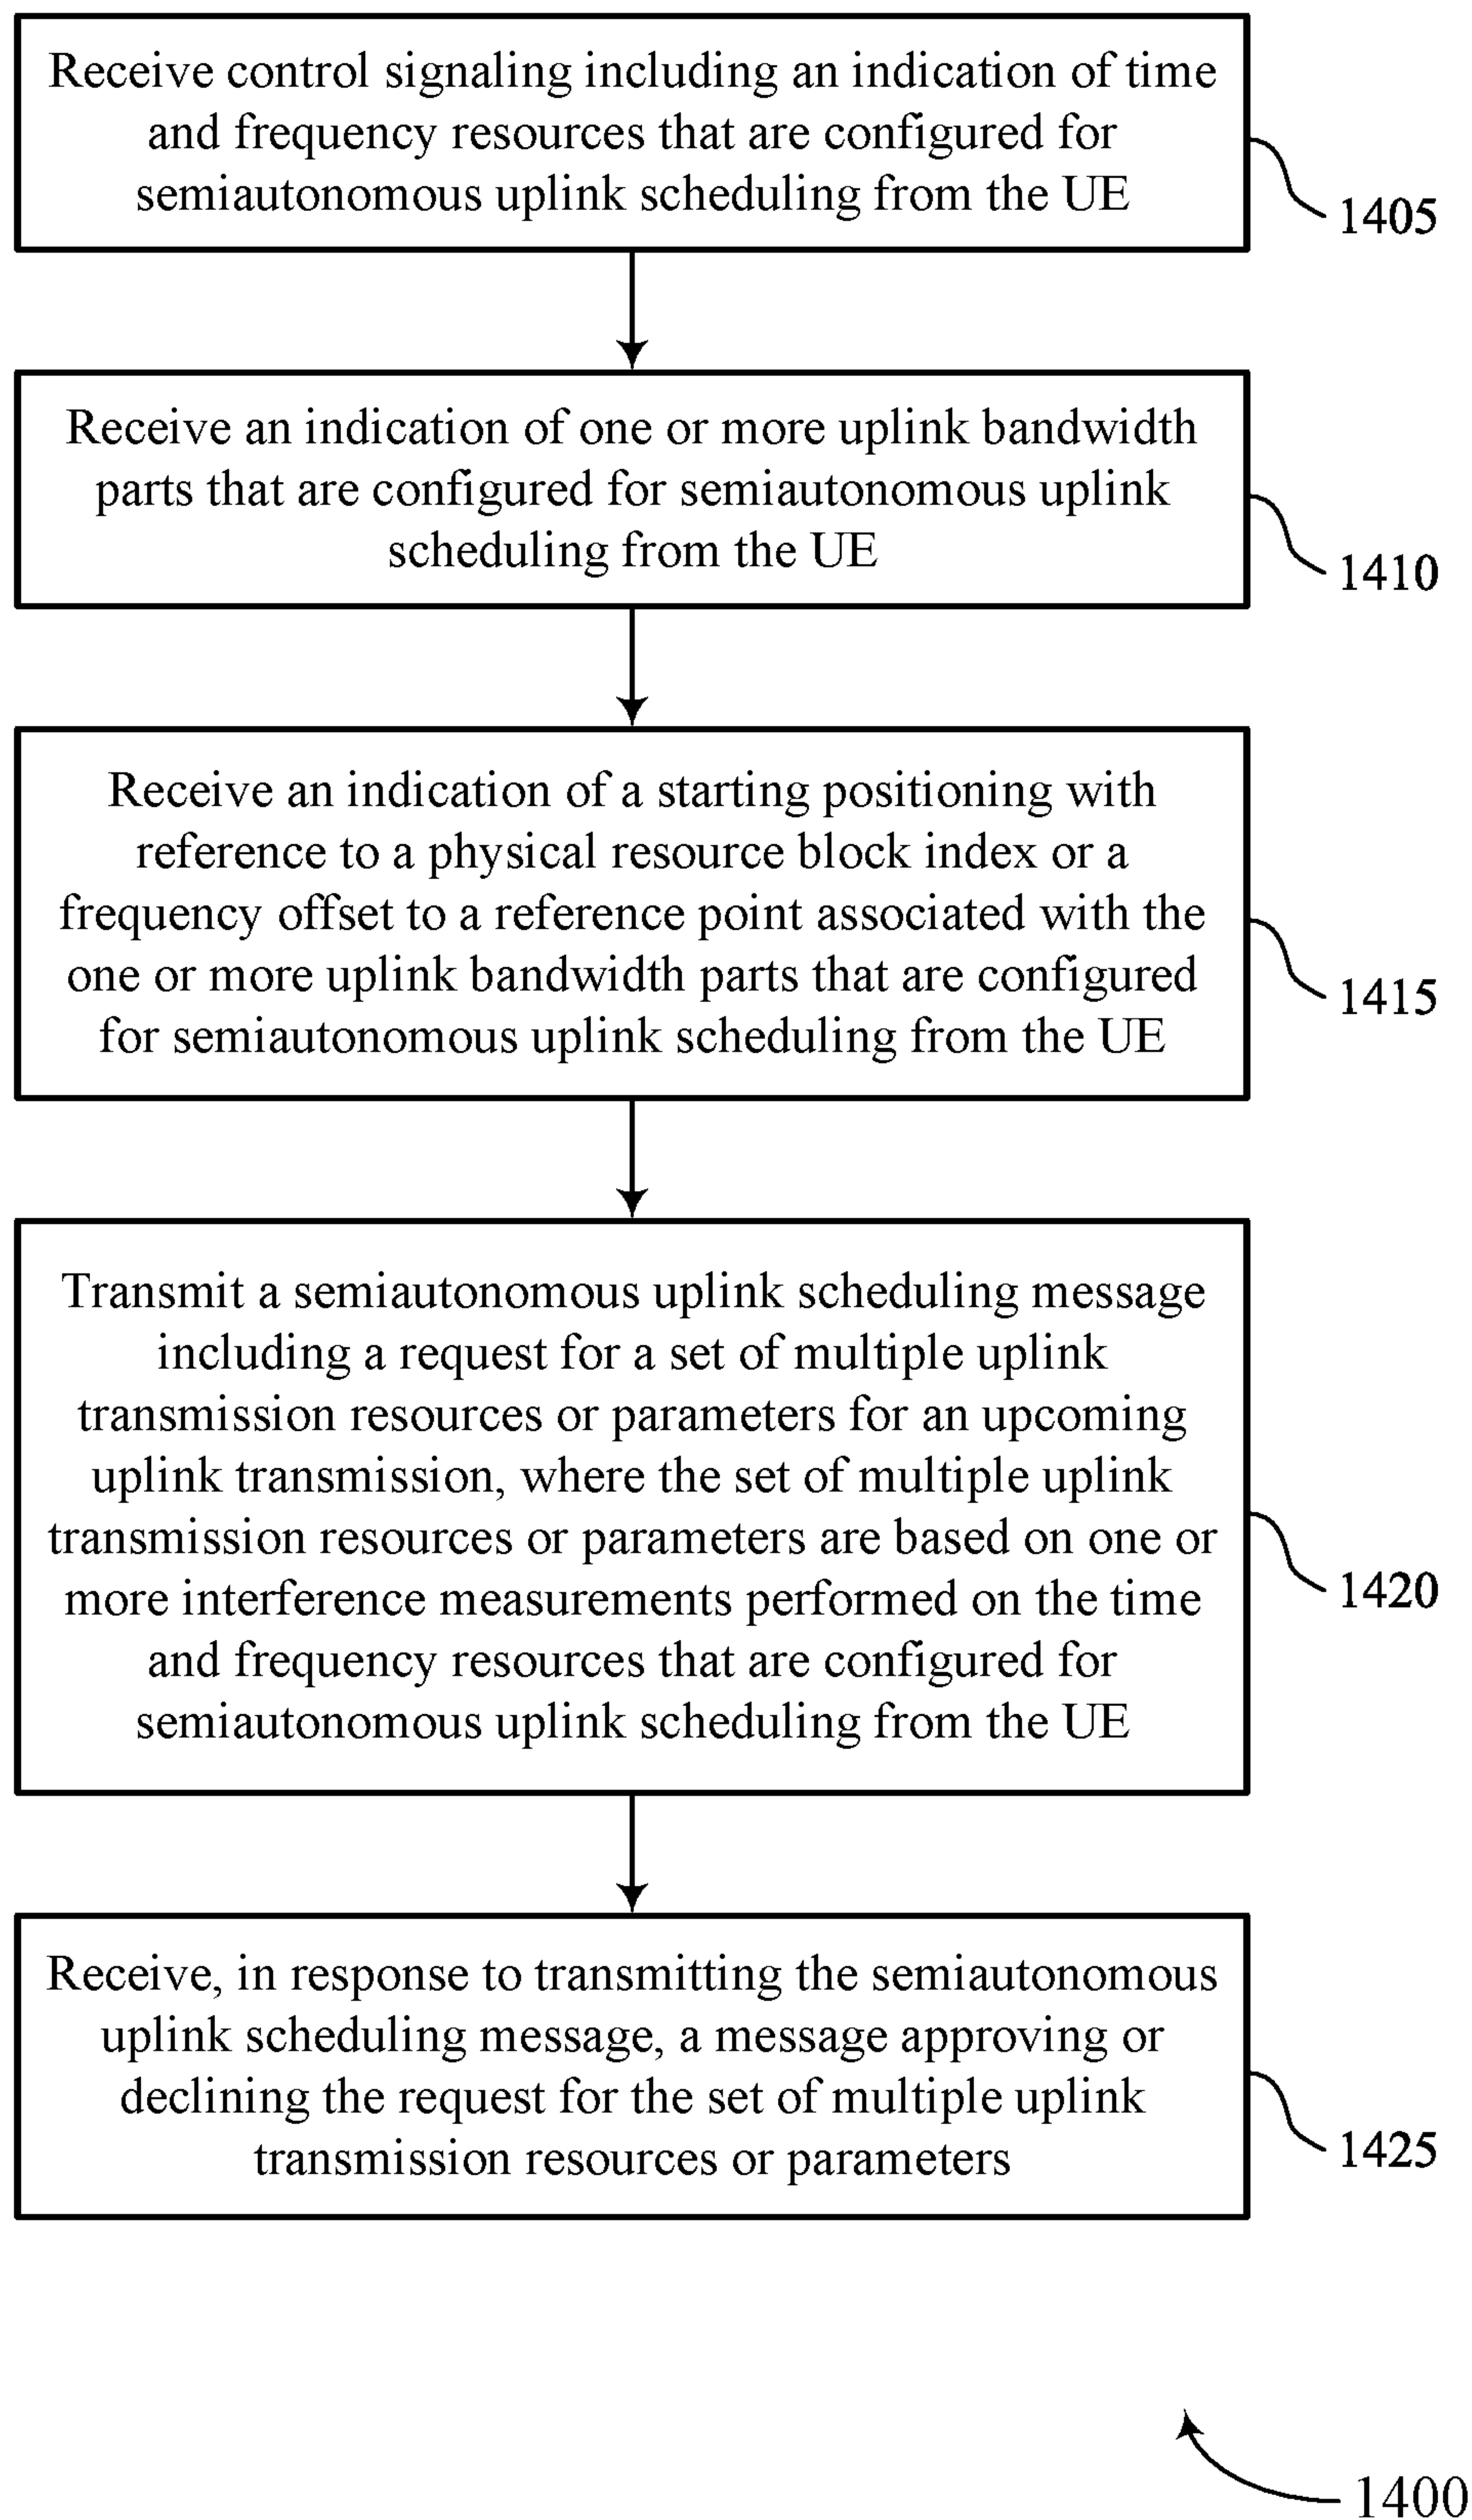 Receive control signaling including an indication of time
and frequency resources that are configured for
semiautonomous uplink scheduling from the UE
1405
Receive an indication of one or more uplink bandwidth
parts that are configured for semiautonomous uplink
scheduling from the UE
1410
Receive an indication of a starting positioning with
reference to a physical resource block index or a
frequency offset to a reference point associated with the
one or more uplink bandwidth parts that are configured
for semiautonomous uplink scheduling from the UE
1415
Transmit a semiautonomous uplink scheduling message
including a request for a set of multiple uplink
transmission resources or parameters for an upcoming
uplink transmission, where the set of multiple uplink
transmission resources or parameters are based on one or
more interference measurements performed on the time
and frequency resources that are configured for
semiautonomous uplink scheduling from the UE
1420
Receive, in response to transmitting the semiautonomous
uplink scheduling message, a message approving or
declining the request for the set of multiple uplink
transmission resources or parameters
1425
1400